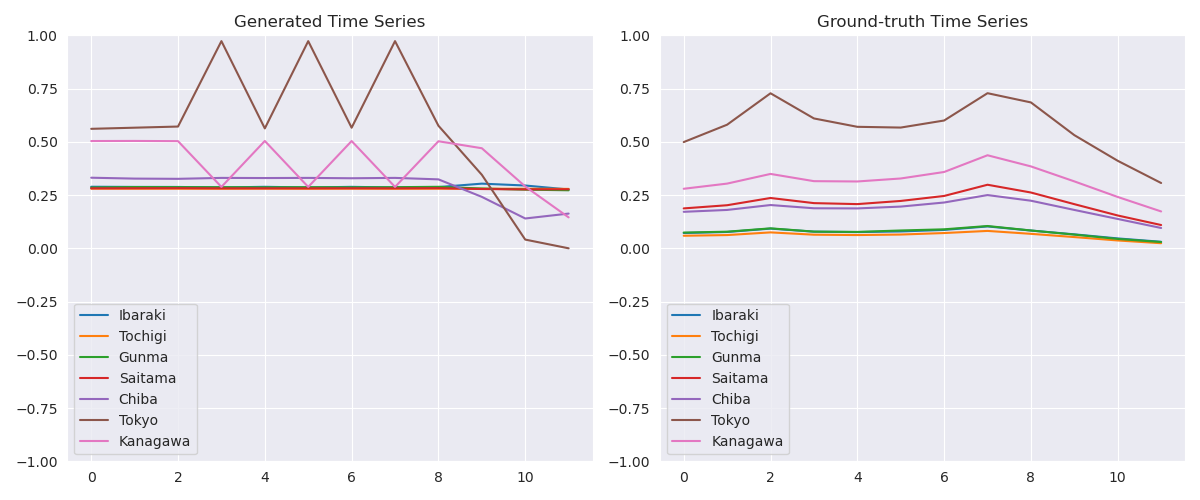 Generated Time Series
1.00
0.75
0.50
0.25
0.00
−0.25
−0.50
−0.75
−1.00
Ibaraki
Tochigi
Gunma
Saitama
Chiba
Tokyo
Kanagawa
0 2 4 6 8 10
Ground-truth Time Series
1.00
0.75
0.50
0.25
0.00
−0.25
−0.50
−0.75
−1.00
Ibaraki
Tochigi
Gunma
Saitama
Chiba
Tokyo
Kanagawa
0 2 4 6 8 10